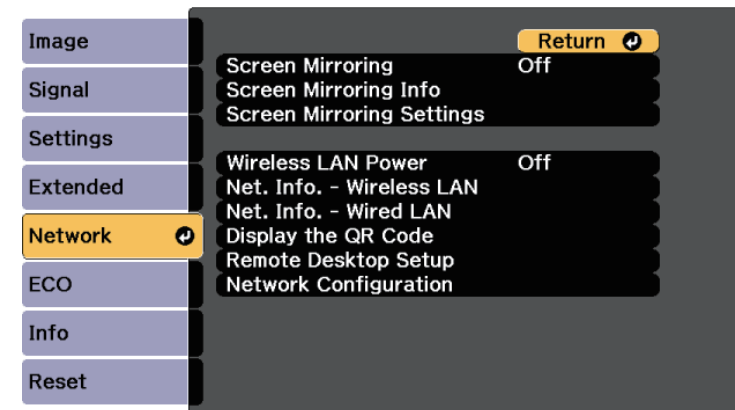 Image
Signal
Settings
Extended
Network
ECO
Info
Reset
Return
Screen Mirroring Off
Screen Mirroring Info
Screen Mirroring Settings
Wireless LAN Power Off
Net. Info. - Wireless LAN
Net. Info. - Wired LAN
Display the QR Code
Remote Desktop Setup
Network Configuration